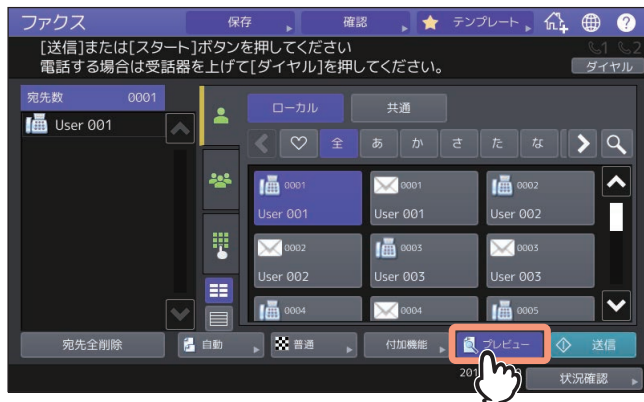 ファクス
保存
確認
テンプレート
[送信]または[スタート]ボタンを押してください
電話する場合は受話器を上げて[ダイヤル]を押してください。
1 2
ダイヤル
宛先数 0001
User 001
ローカル 共通
全 あ か さ た な
0001 0001 0002
User 001 User 001 User 002
0002 0003 0003
User 002 User 003 User 003
0004 0004 0005
宛先全削除 自動 普通 付加機能 プレビュー 送信
201
状況確認